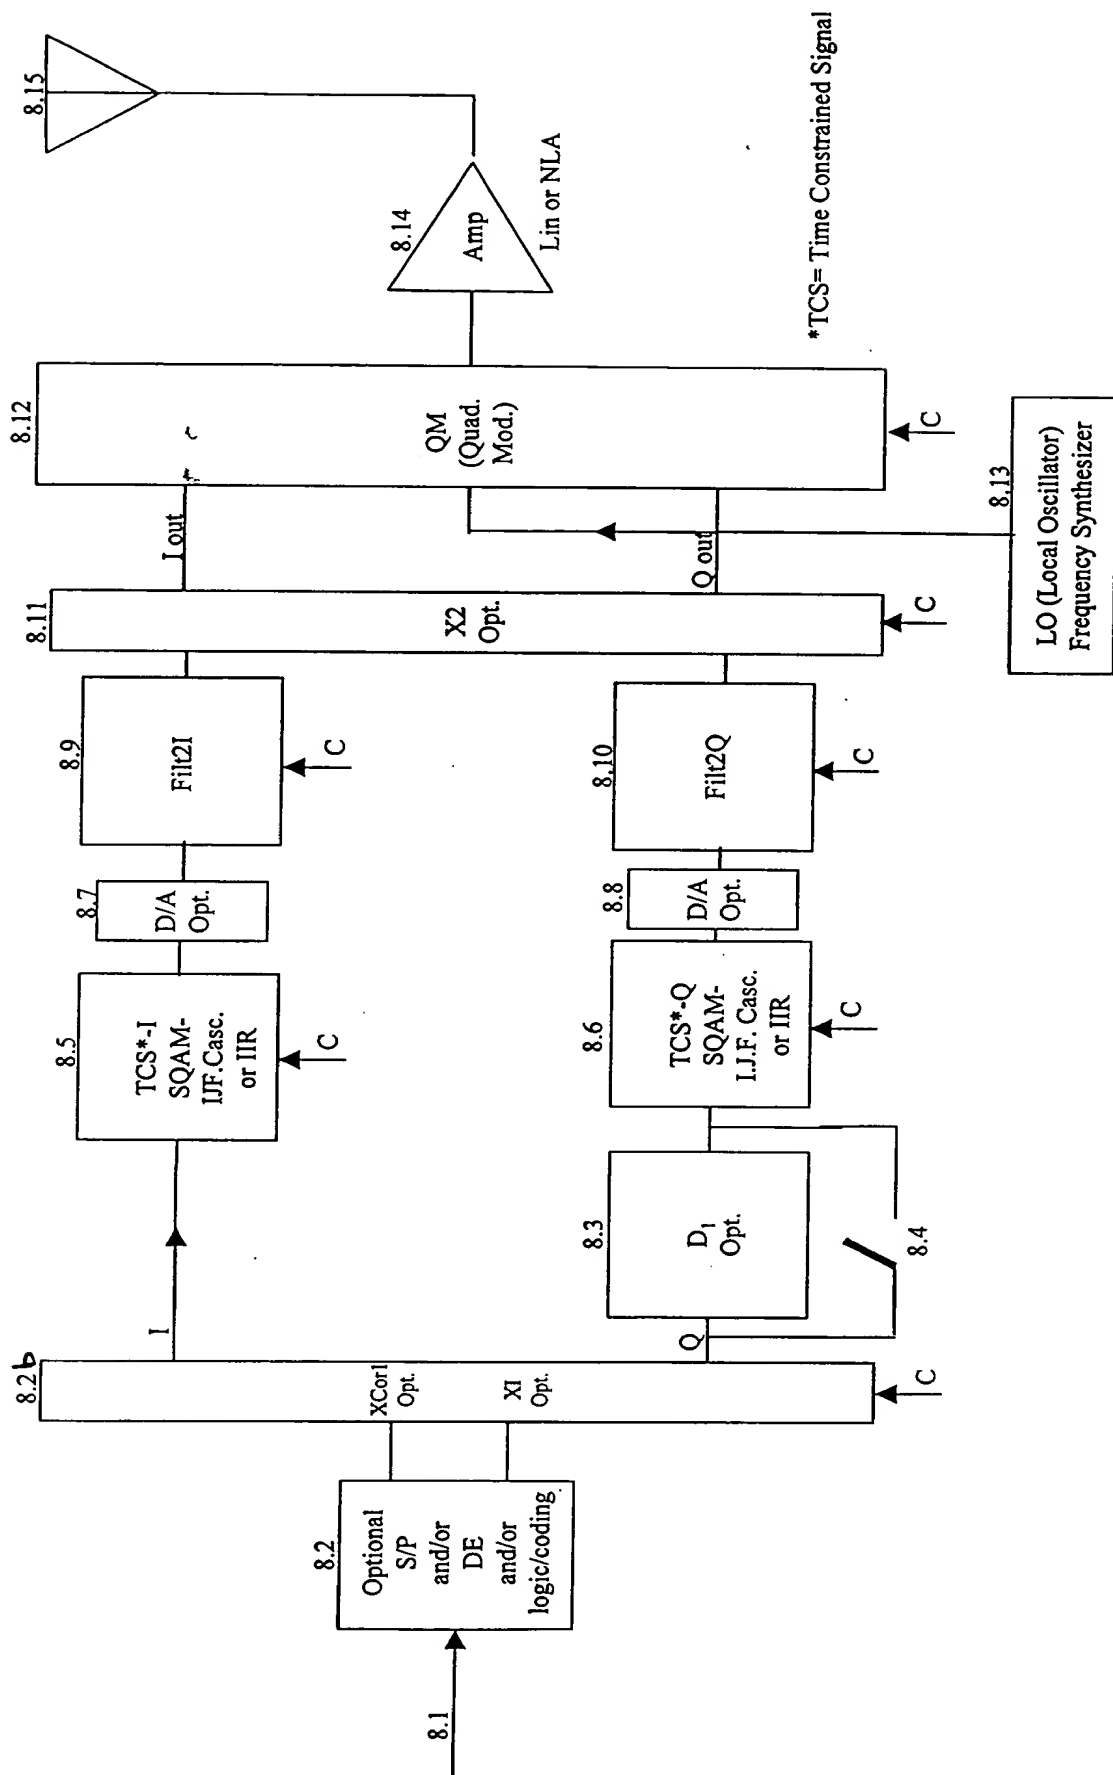 8.1
8.2
Optional
S/P
and/or
DE
and/or
logic/coding
8.2b
XCor1
Opt.
XI
Opt.
C
I
Q
8.3
D1
Opt.
8.4
8.5
TCS*-I
SQAM-
IJF.Casc.
or IIR
C
8.6
TCS*-Q
SQAM-
I.J.F. Casc.
or IIR
C
8.7
D/A
Opt.
8.8
D/A
Opt.
8.9
Filt2I
C
8.10
Filt2Q
C
8.11
X2
Opt.
C
I out
Q out
8.12
QM
(Quad.
Mod.)
C
8.13
LO (Local Oscillator)
Frequency Synthesizer
8.14
Amp
Lin or NLA
8.15
*TCS= Time Constrained Signal